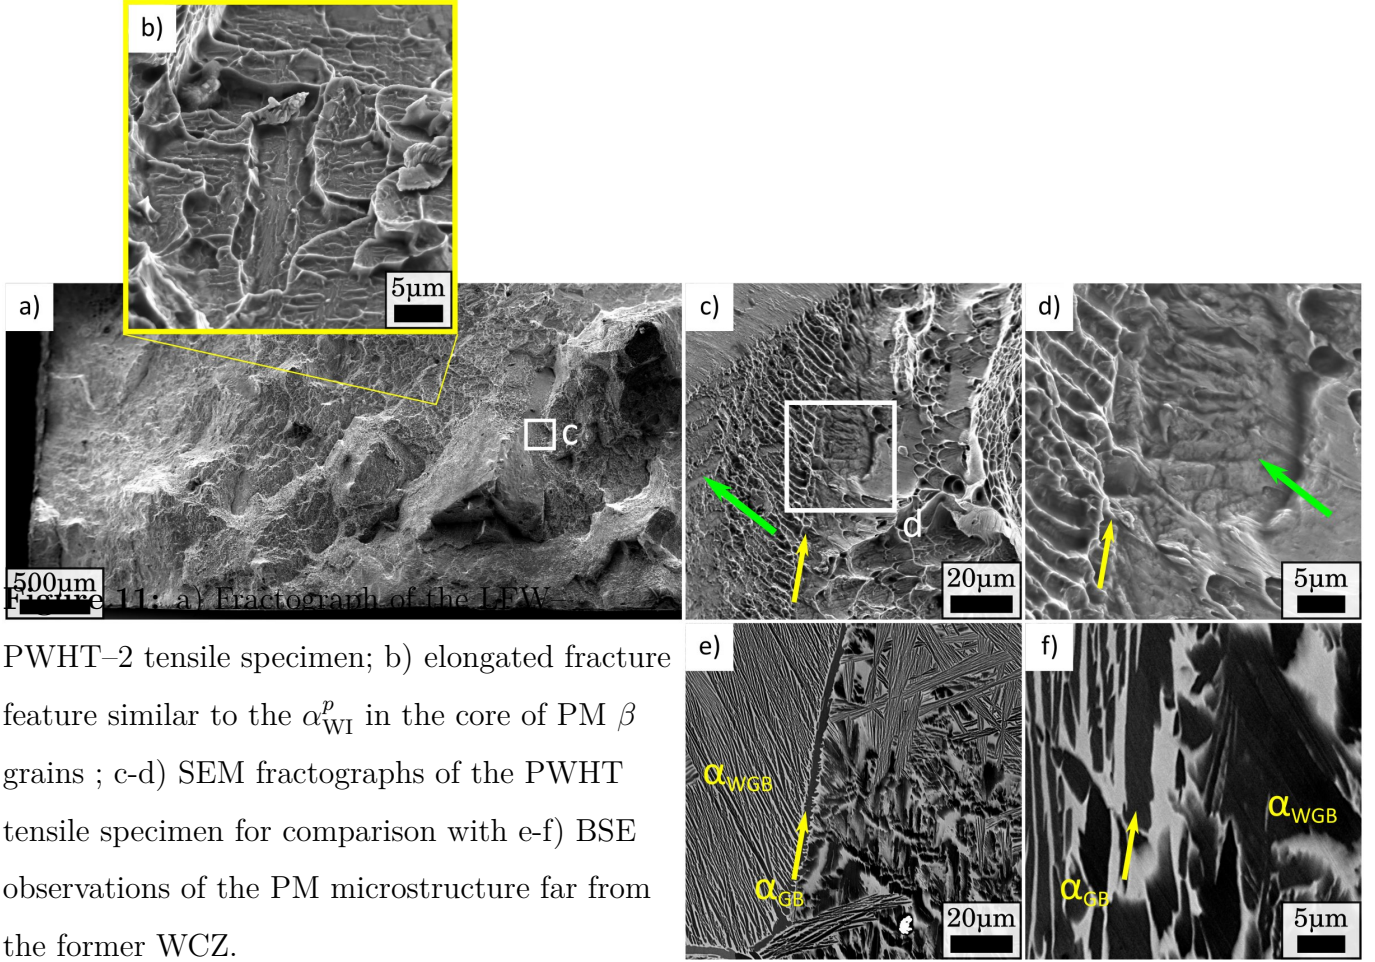 b)
5µm
a)
c
500µm
c)
d
20µm
d)
5µm
Figure 11: a) Fractograph of the LFW–
PWHT–2 tensile specimen; b) elongated fracture
feature similar to the α^p_WI in the core of PM β
grains ; c-d) SEM fractographs of the PWHT
tensile specimen for comparison with e-f) BSE
observations of the PM microstructure far from
the former WCZ.
e)
α_WGB
α_GB
20µm
f)
α_WGB
α_GB
5µm